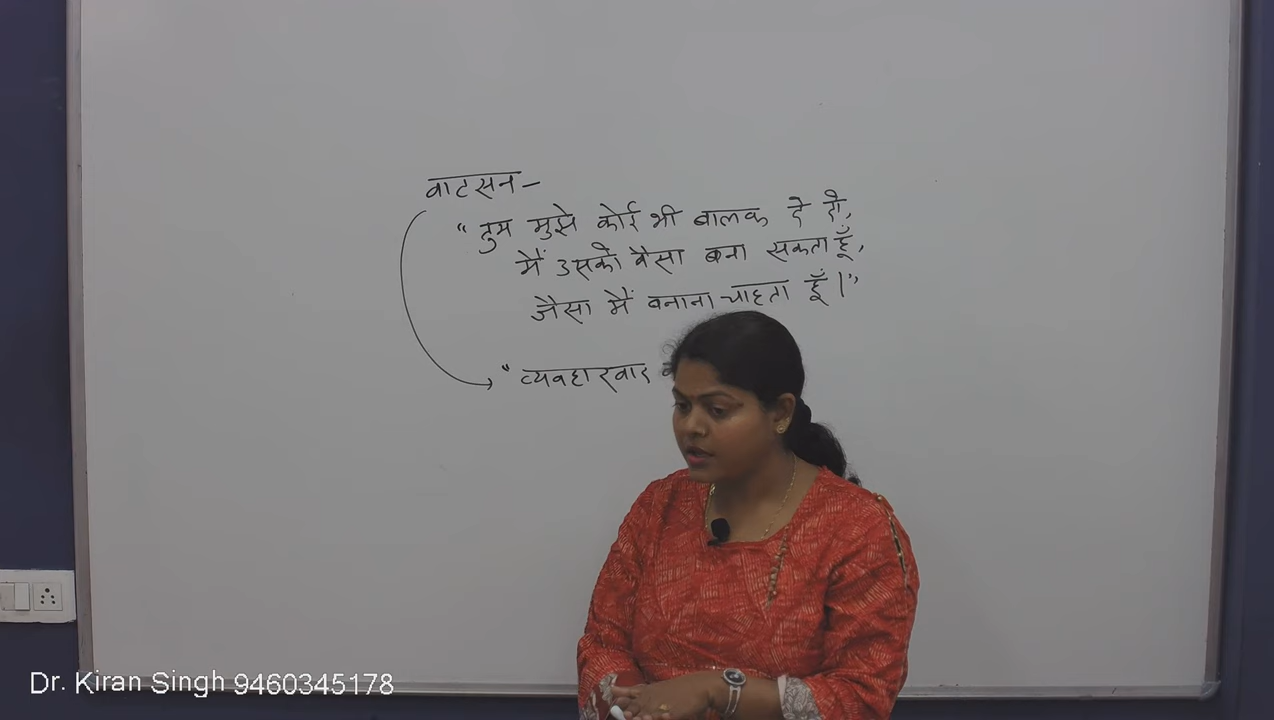 वाटसन-
"तुम मुझे कोई भी बालक दे दो,
मैं उसको वैसा बना सकता हूँ,
जैसा मैं बनाना चाहता हूँ।"
"व्यवहारवाद
Dr. Kiran Singh 9460345178